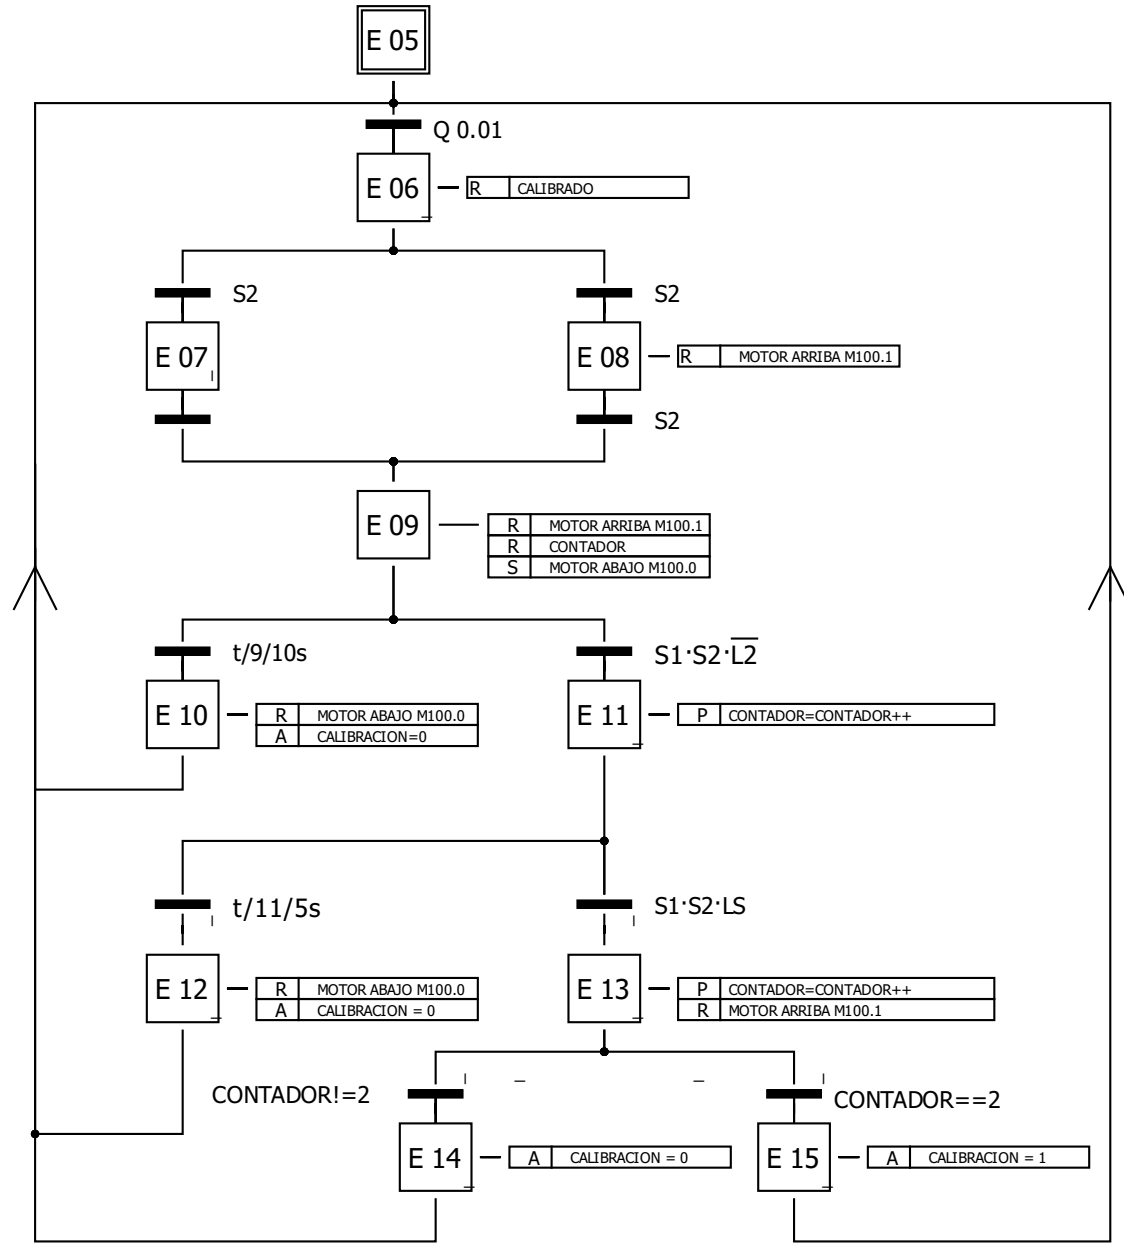 E 05
Q 0.01
E 06
R CALIBRADO
S2 S2
E 07 E 08 R MOTOR ARRIBA M100.1
S2
E 09 R MOTOR ARRIBA M100.1
R CONTADOR
S MOTOR ABAJO M100.0
t/9/10s S1·S2·L̅2̅
E 10 R MOTOR ABAJO M100.0 E 11 P CONTADOR=CONTADOR++
A CALIBRACION=0
t/11/5s S1·S2·LS
E 12 R MOTOR ABAJO M100.0 E 13 P CONTADOR=CONTADOR++
A CALIBRACION = 0 R MOTOR ARRIBA M100.1
CONTADOR!=2 CONTADOR==2
E 14 A CALIBRACION = 0 E 15 A CALIBRACION = 1